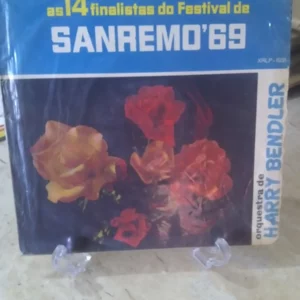 as 14 finalistas do Festival de
SANREMO'69
orquestra de
HARRY BENDLER